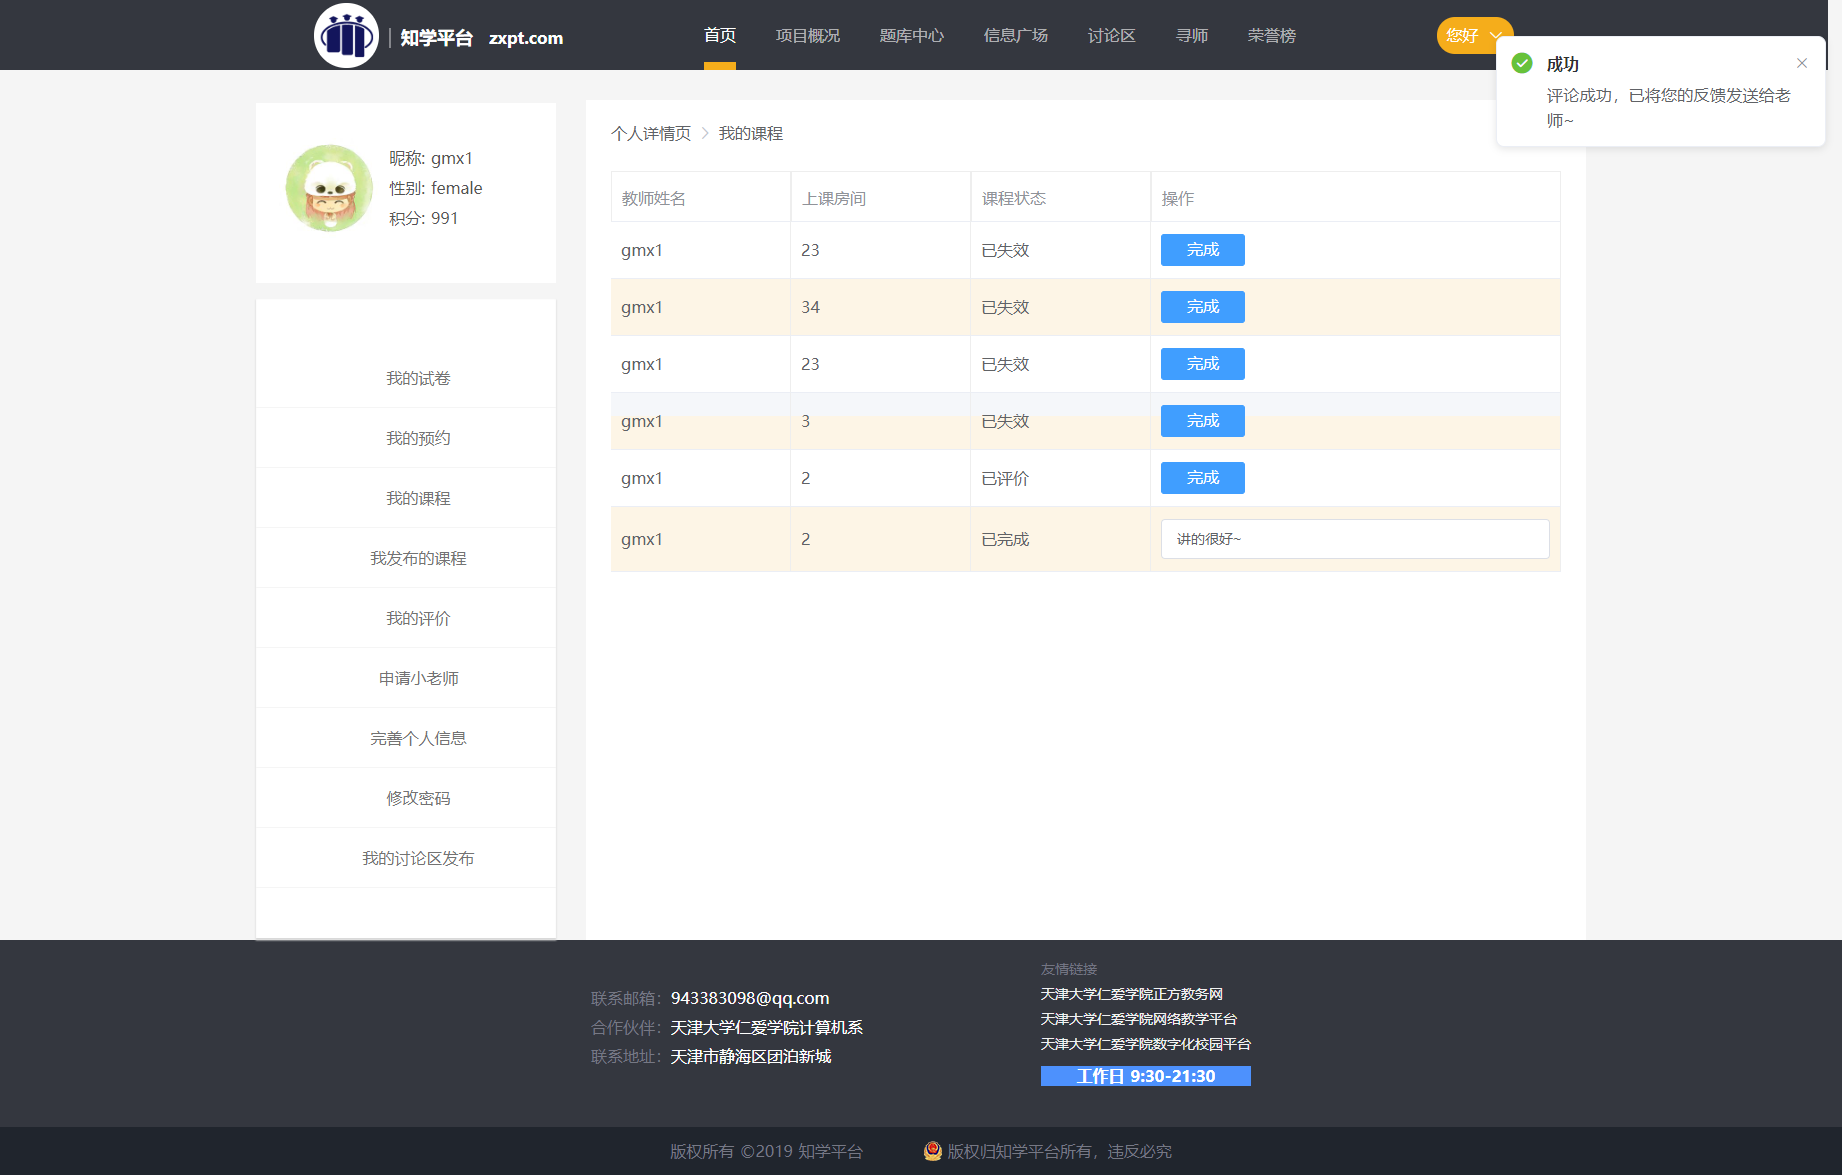 知学平台 zxpt.com
首页 项目概况 题库中心 信息广场 讨论区 寻师 荣誉榜
您好
成功
评论成功，已将您的反馈发送给老
师~
昵称: gmx1
性别: female
积分: 991
我的试卷
我的预约
我的课程
我发布的课程
我的评价
申请小老师
完善个人信息
修改密码
我的讨论区发布
个人详情页 > 我的课程
教师姓名 上课房间 课程状态 操作
gmx1 23 已失效 完成
gmx1 34 已失效 完成
gmx1 23 已失效 完成
gmx1 3 已失效 完成
gmx1 2 已评价 完成
gmx1 2 已完成 讲的很好~
联系邮箱：943383098@qq.com
合作伙伴：天津大学仁爱学院计算机系
联系地址：天津市静海区团泊新城
友情链接
天津大学仁爱学院正方教务网
天津大学仁爱学院网络教学平台
天津大学仁爱学院数字化校园平台
工作日 9:30-21:30
版权所有 ©2019 知学平台 版权归知学平台所有，违反必究